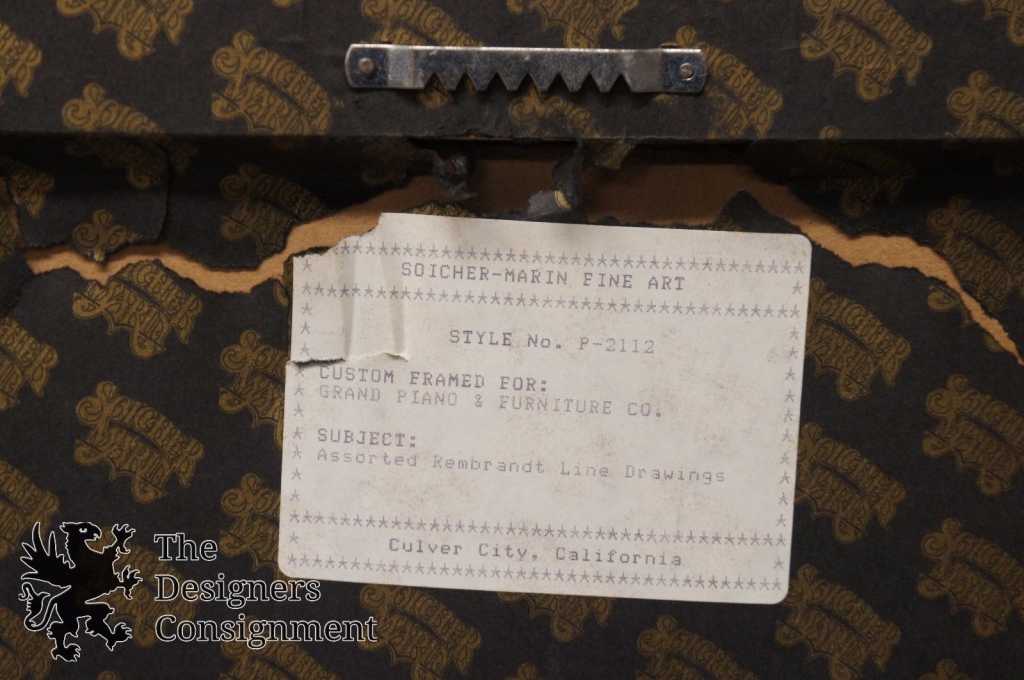 SOICHER-MARIN FINE ART
STYLE No. P-2112
CUSTOM FRAMED FOR:
GRAND PIANO & FURNITURE CO.
SUBJECT:
Assorted Rembrandt Line Drawings
Culver City, California
The
Designers
Consignment